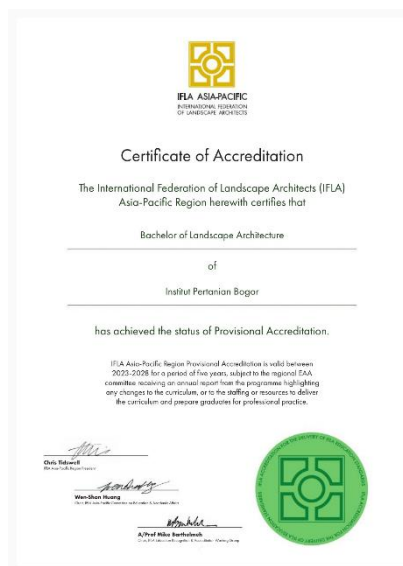 IFLA ASIA-PACIFIC
INTERNATIONAL FEDERATION
OF LANDSCAPE ARCHITECTS
Certificate of Accreditation
The International Federation of Landscape Architects (IFLA)
Asia-Pacific Region herewith certifies that
Bachelor of Landscape Architecture
of
Institut Pertanian Bogor
has achieved the status of Provisional Accreditation.
IFLA Asia-Pacific Region Provisional Accreditation is valid between
2023-2028 for a period of five years, subject to the regional EAA
committee receiving an annual report from the programme highlighting
any changes to the curriculum, or to the staffing or resources to deliver
the curriculum and prepare graduates for professional practice.
Chris Tidswell
IFLA Asia-Pacific Region President
Wen-Shan Huang
A/Prof Mike Barthelmeh